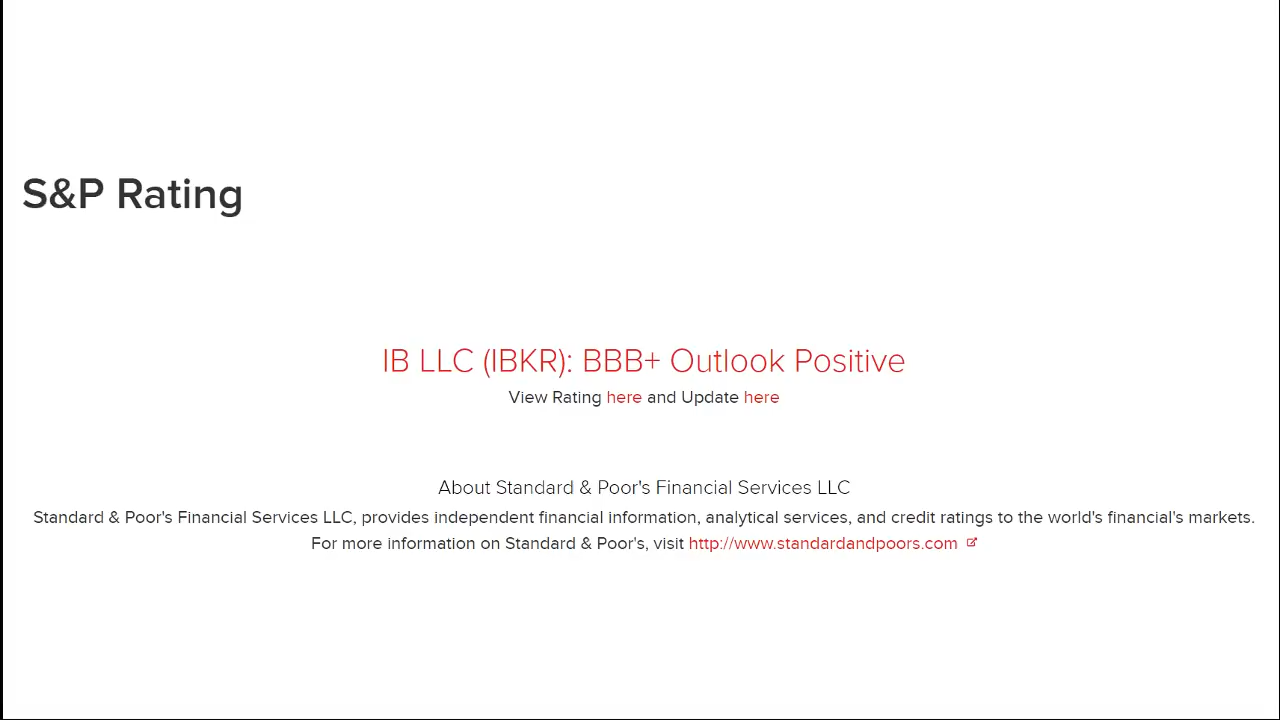 S&P Rating
IB LLC (IBKR): BBB+ Outlook Positive
View Rating here and Update here
About Standard & Poor's Financial Services LLC
Standard & Poor's Financial Services LLC, provides independent financial information, analytical services, and credit ratings to the world's financial's markets.
For more information on Standard & Poor's, visit http://www.standardandpoors.com